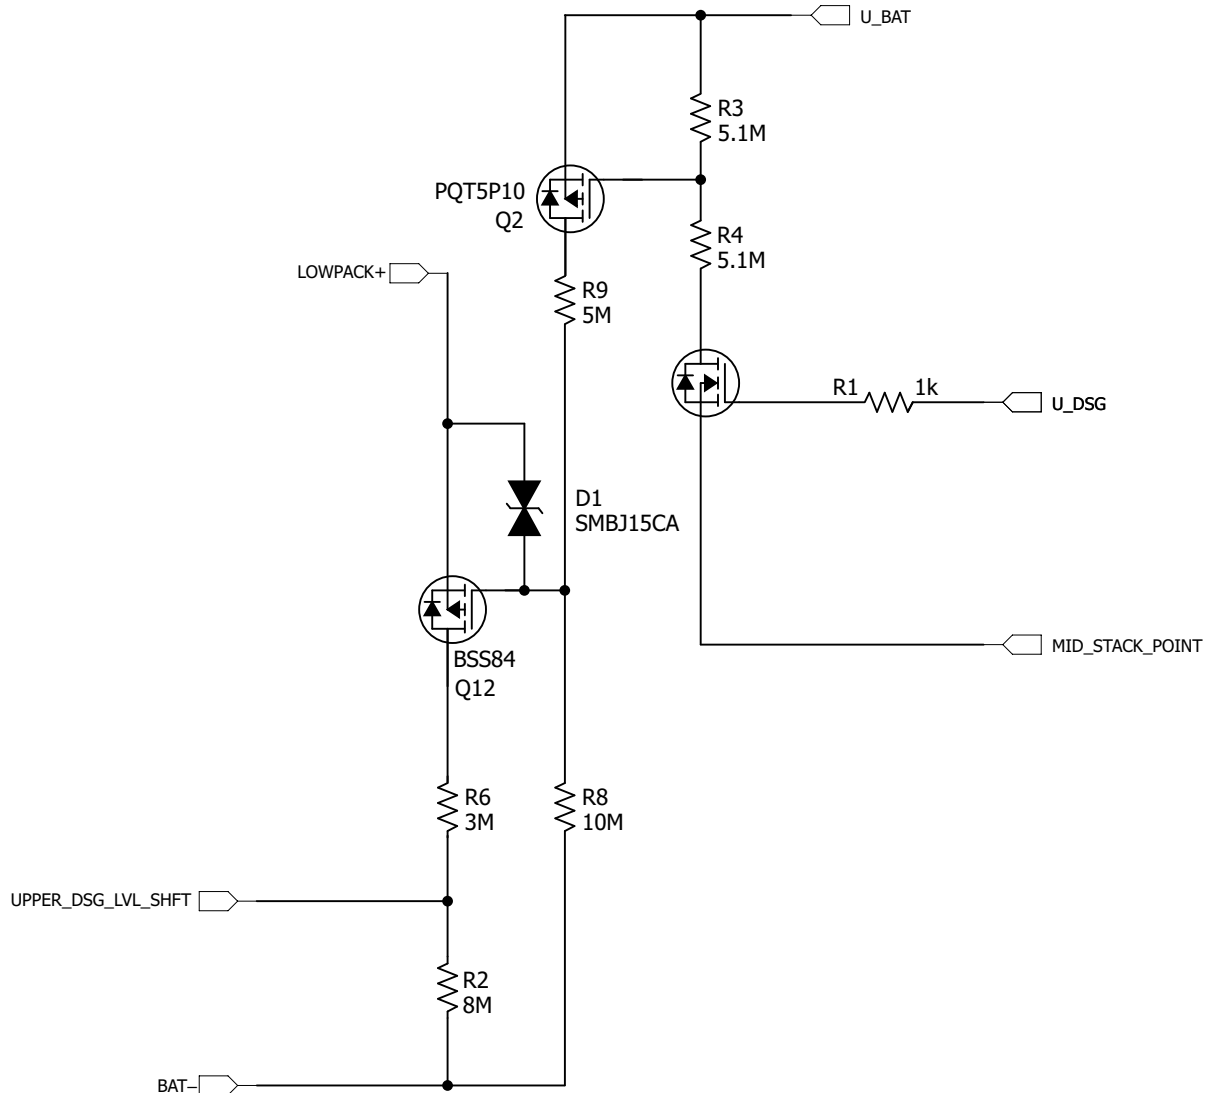 U_BAT
R3
5.1M
PQT5P10
Q2
R4
5.1M
LOWPACK+
R9
5M
R1 1k
U_DSG
D1
SMBJ15CA
MID_STACK_POINT
BSS84
Q12
R6
3M
R8
10M
UPPER_DSG_LVL_SHFT
R2
8M
BAT–